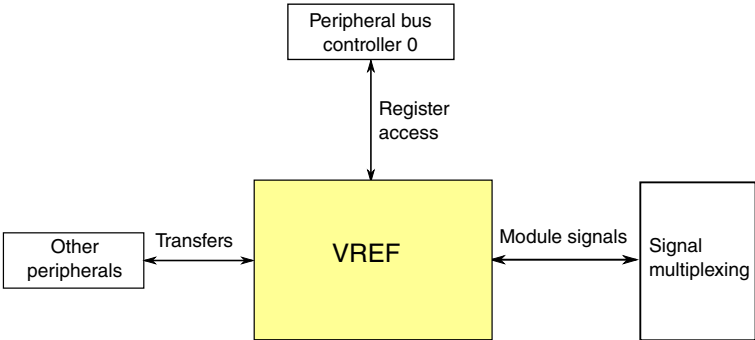 Peripheral bus
controller 0
Register
access
Other
peripherals
Transfers
VREF
Module signals
Signal
multiplexing